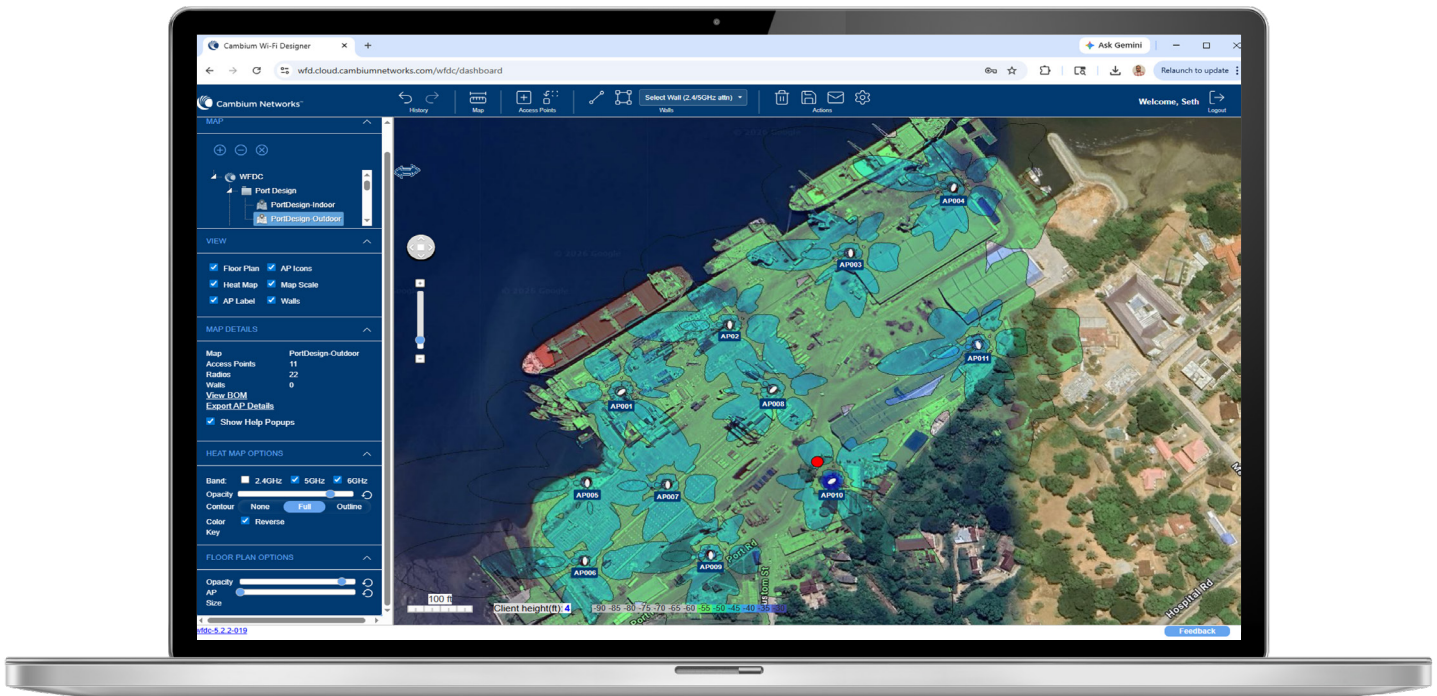 Cambium Wi-Fi Designer
Ask Gemini
wfd.cloud.cambiumnetworks.com/wfdc/dashboard
Relaunch to update
Cambium Networks™
History
Map
Access Points
Select Wall (2.4/5GHz attn)
Walls
Actions
Welcome, Seth
Logout
MAP
WFDC
Port Design
PortDesign-Indoor
PortDesign-Outdoor
VIEW
Floor Plan AP Icons
Heat Map Map Scale
AP Label Walls
MAP DETAILS
Map PortDesign-Outdoor
Access Points 11
Radios 22
Walls 0
View BOM
Export AP Details
Show Help Popups
HEAT MAP OPTIONS
Band: 2.4GHz 5GHz 6GHz
Opacity
Contour None Full Outline
Color Reverse
Key
FLOOR PLAN OPTIONS
Opacity
AP
Size
wfdc-5.2.2-019
AP004
AP003
AP02
AP011
AP001
AP008
AP005
AP007
AP010
AP006
AP009
Port Rd
Hospital Rd
100 ft
Client height(ft): 4
-90 -85 -80 -75 -70 -65 -60 -55 -50 -45 -40 -35
Feedback